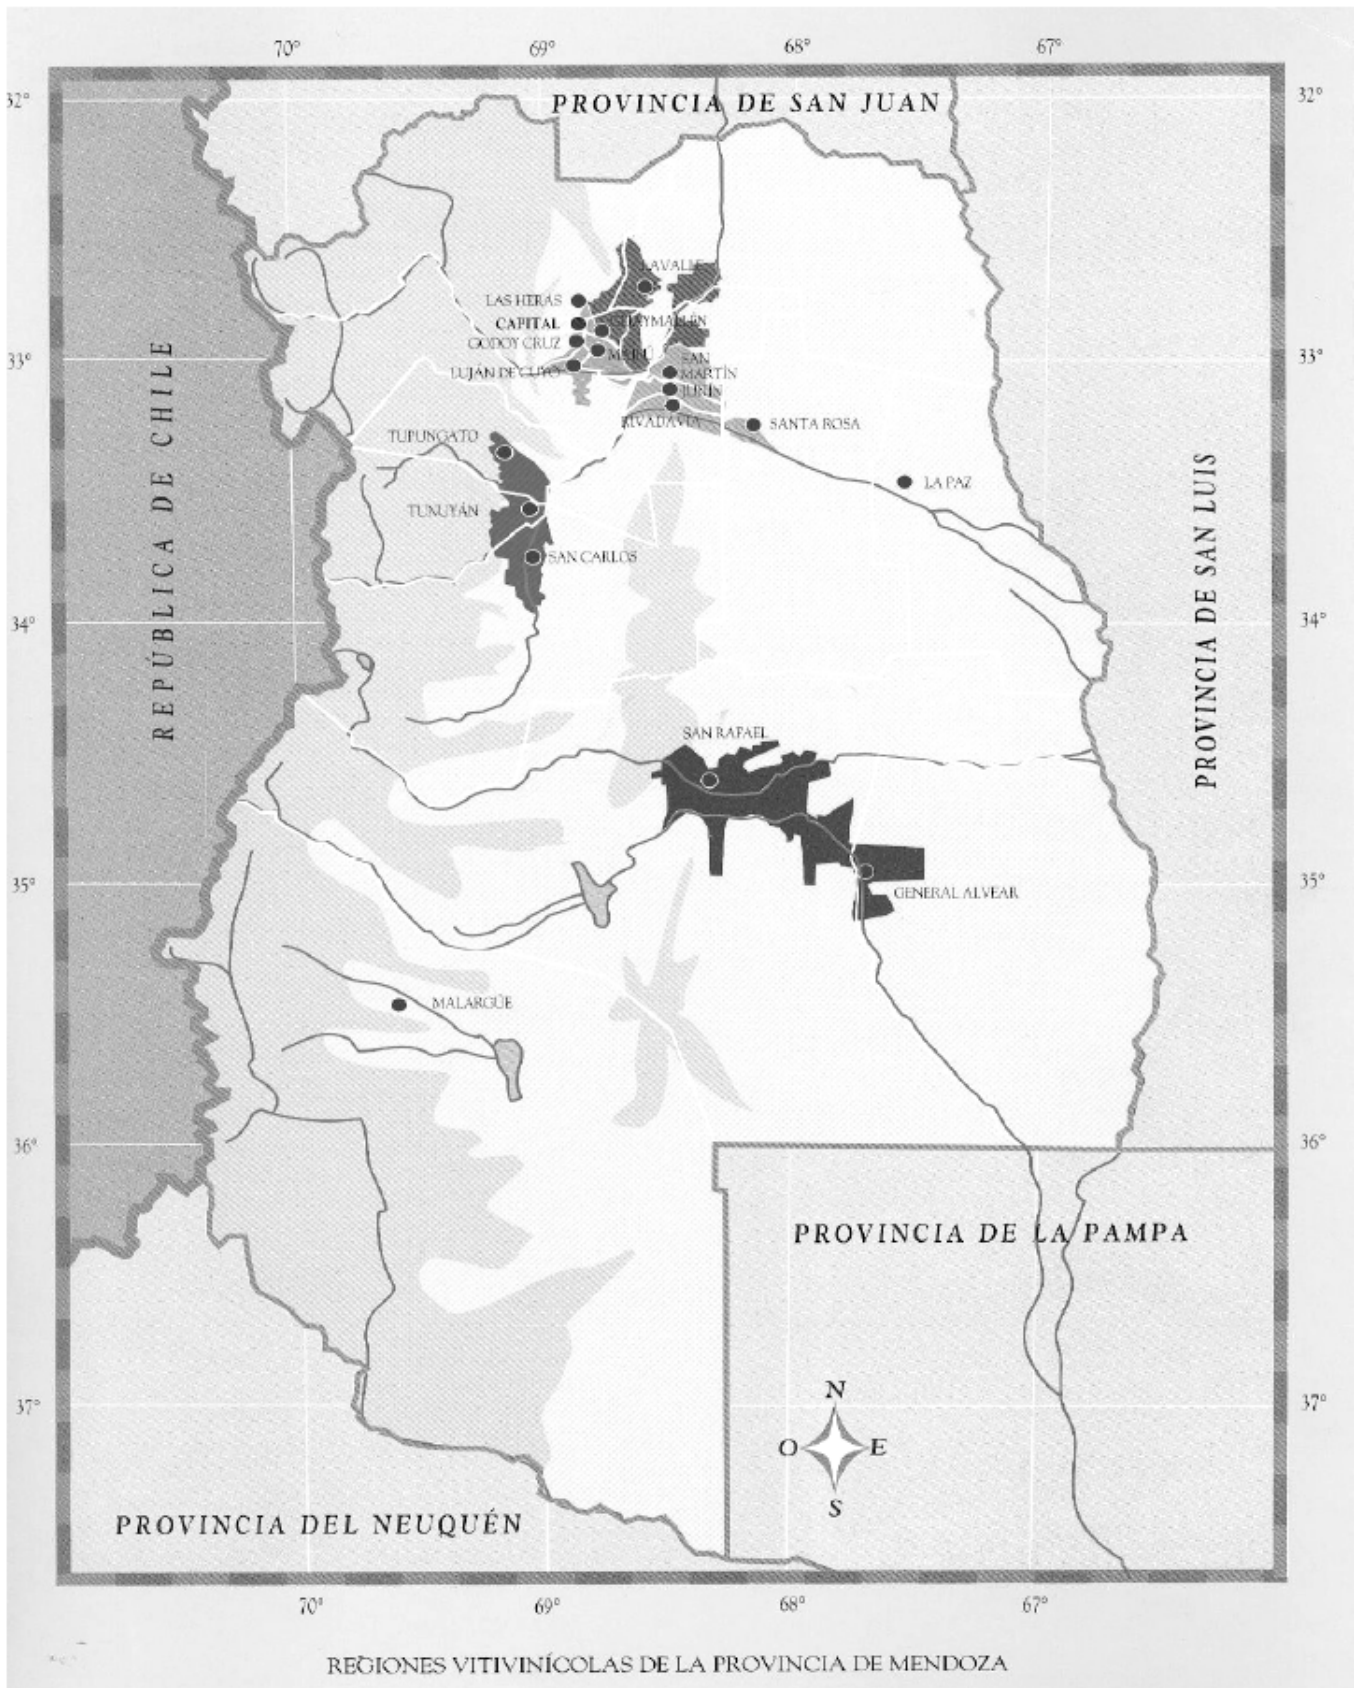 70° 69° 68° 67°
32° 32°
PROVINCIA DE SAN JUAN
LAVALLE
LAS HERAS
CAPITAL
GUAYMALLÉN
GODOY CRUZ
MAIPÚ
33° 33°
SAN
LUJÁN DE CUYO
MARTÍN
JUNÍN
RIVADAVIA
SANTA ROSA
TUPUNGATO
LA PAZ
TUNUYÁN
SAN CARLOS
REPÚBLICA DE CHILE
PROVINCIA DE SAN LUIS
34° 34°
SAN RAFAEL
35° 35°
GENERAL ALVEAR
MALARGÜE
36° 36°
PROVINCIA DE LA PAMPA
37° 37°
N
O E
S
PROVINCIA DEL NEUQUÉN
70° 69° 68° 67°
REGIONES VITIVINÍCOLAS DE LA PROVINCIA DE MENDOZA